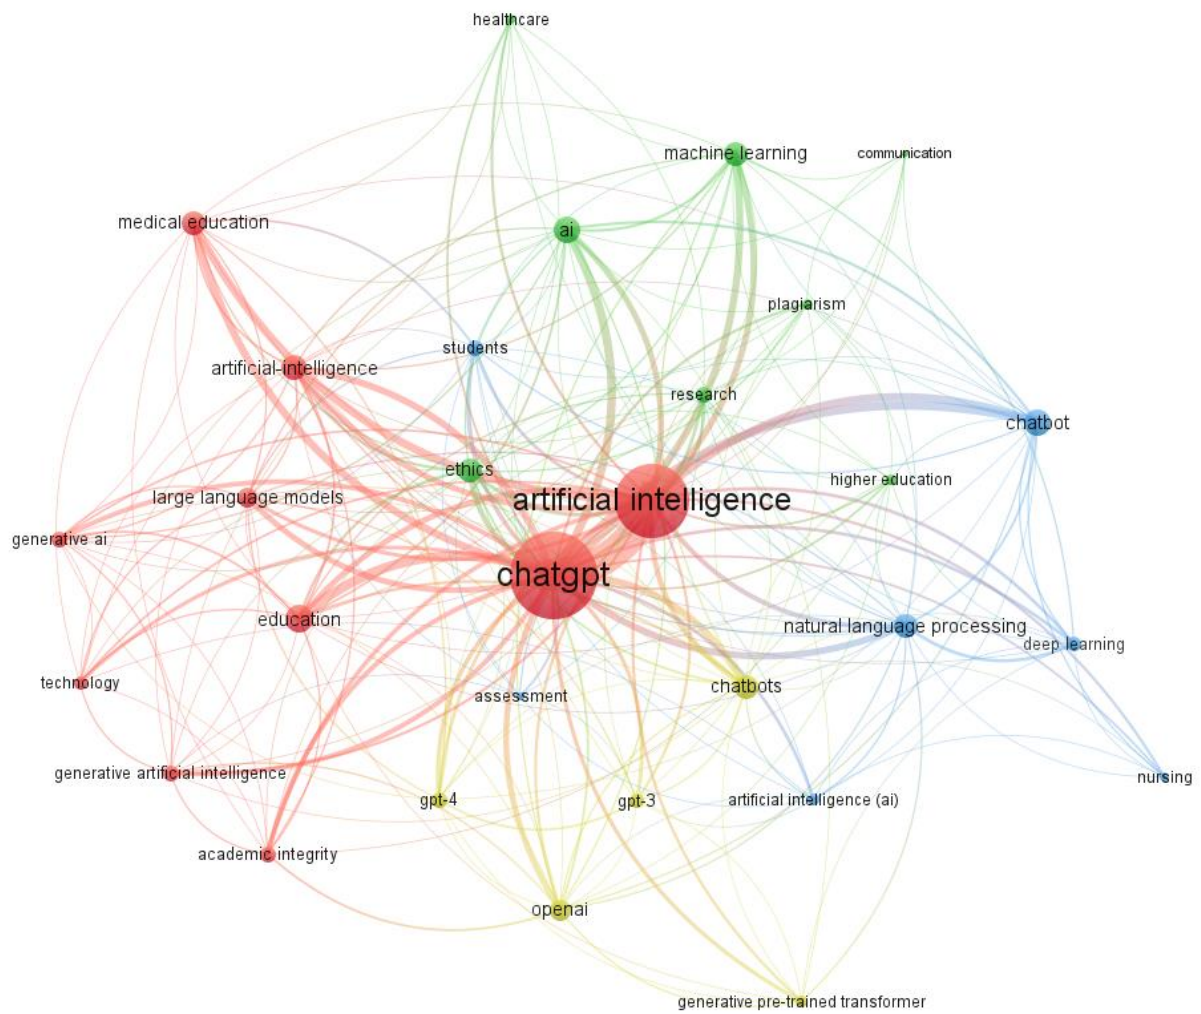 healthcare
machine learning
communication
medical education
ai
plagiarism
students
artificial-intelligence
research
chatbot
ethics
higher education
large language models
artificial intelligence
generative ai
chatgpt
education
natural language processing
deep learning
technology
assessment
chatbots
generative artificial intelligence
nursing
gpt-4
gpt-3
artificial intelligence (ai)
academic integrity
openai
generative pre-trained transformer